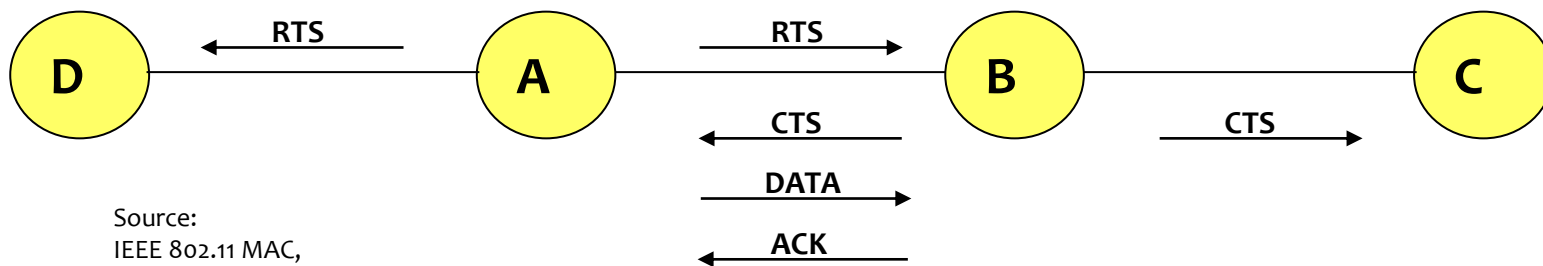 RTS RTS
D A B C
CTS CTS
DATA
Source:
IEEE 802.11 MAC,
ACK